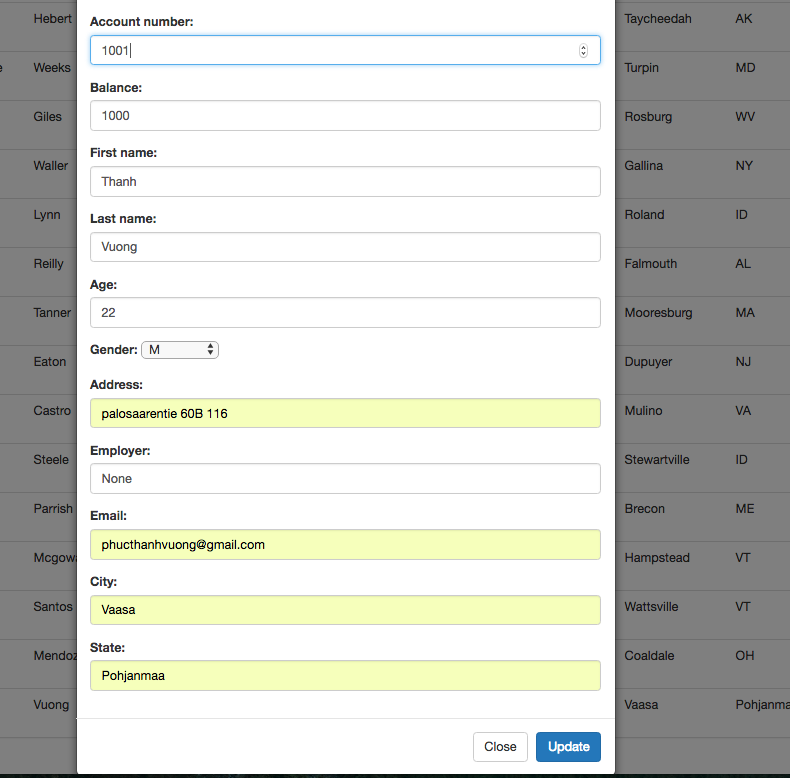 Account number:
Hebert Taycheedah AK
1001
e Weeks Turpin MD
Balance:
1000
Giles Rosburg WV
First name:
Waller Gallina NY
Thanh
Lynn Last name: Roland ID
Vuong
Reilly Falmouth AL
Age:
Tanner 22 Mooresburg MA
Gender: M
Eaton Dupuyer NJ
Address:
Castro palosaarentie 60B 116 Mulino VA
Employer:
Steele Stewartville ID
None
Parrish Email: Brecon ME
phucthanhvuong@gmail.com
Mcgow Hampstead VT
City:
Santos Vaasa Wattsville VT
State:
Mendoz Coaldale OH
Pohjanmaa
Vuong Vaasa Pohjanma
Close Update